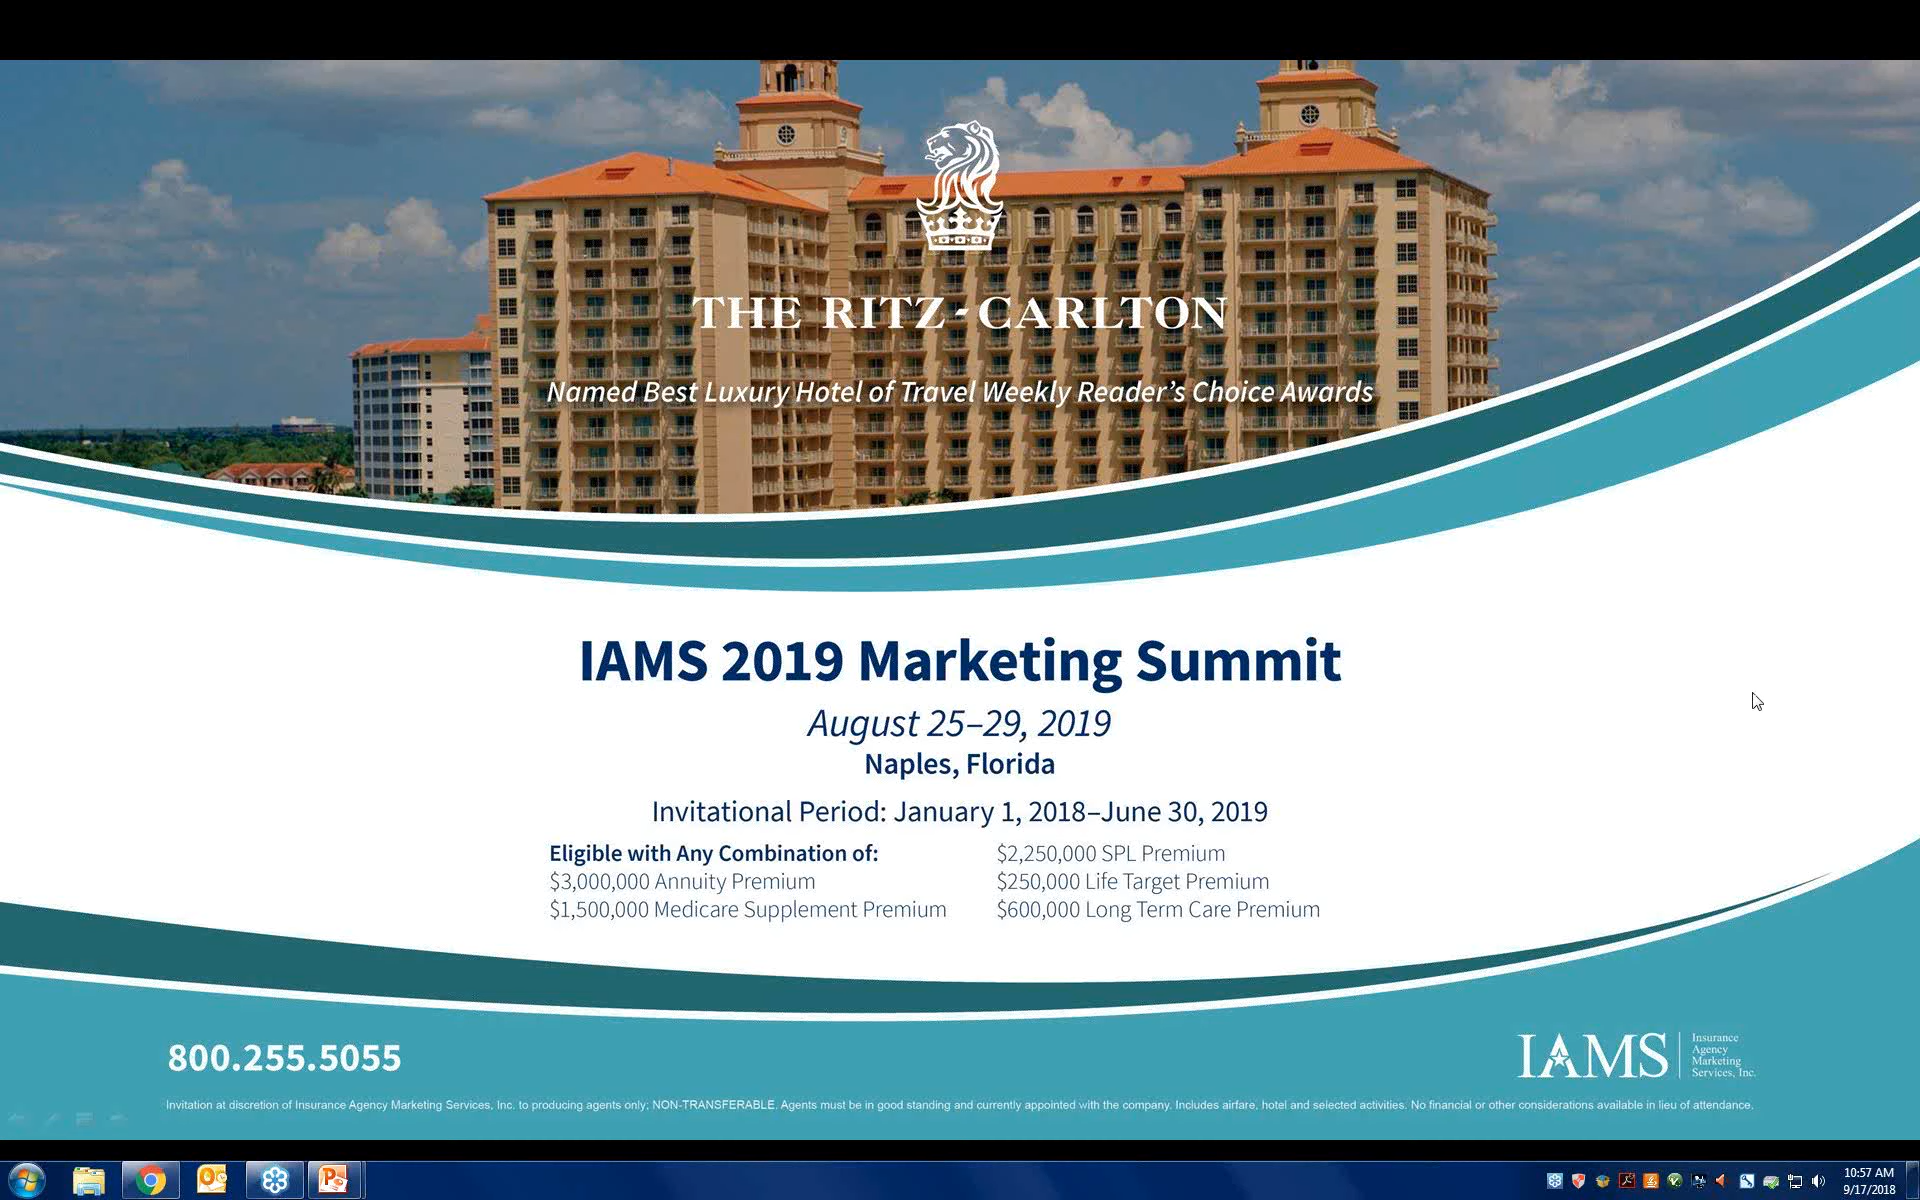 THE RITZ-CARLTON
Named Best Luxury Hotel of Travel Weekly Reader's Choice Awards
IAMS 2019 Marketing Summit
August 25–29, 2019
Naples, Florida
Invitational Period: January 1, 2018–June 30, 2019
Eligible with Any Combination of:
$3,000,000 Annuity Premium
$1,500,000 Medicare Supplement Premium
$2,250,000 SPL Premium
$250,000 Life Target Premium
$600,000 Long Term Care Premium
800.255.5055
IAMS
Insurance
Agency
Marketing
Services, Inc.
Invitation at discretion of Insurance Agency Marketing Services, Inc. to producing agents only; NON-TRANSFERABLE. Agents must be in good standing and currently appointed with the company. Includes airfare, hotel and selected activities. No financial or other considerations available in lieu of attendance.
10:57 AM
9/17/2018